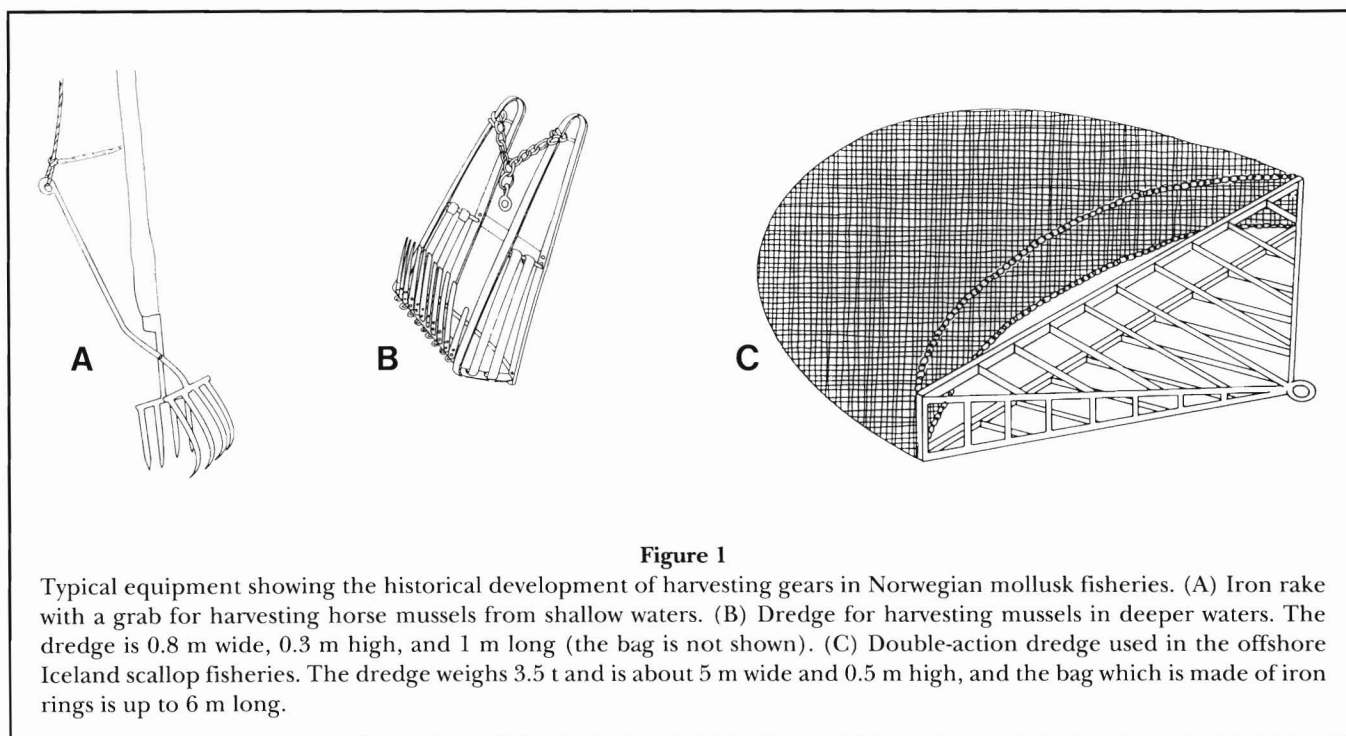 A
B
C
Figure 1
Typical equipment showing the historical development of harvesting gears in Norwegian mollusk fisheries. (A) Iron rake
with a grab for harvesting horse mussels from shallow waters. (B) Dredge for harvesting mussels in deeper waters. The
dredge is 0.8 m wide, 0.3 m high, and 1 m long (the bag is not shown). (C) Double-action dredge used in the offshore
Iceland scallop fisheries. The dredge weighs 3.5 t and is about 5 m wide and 0.5 m high, and the bag which is made of iron
rings is up to 6 m long.